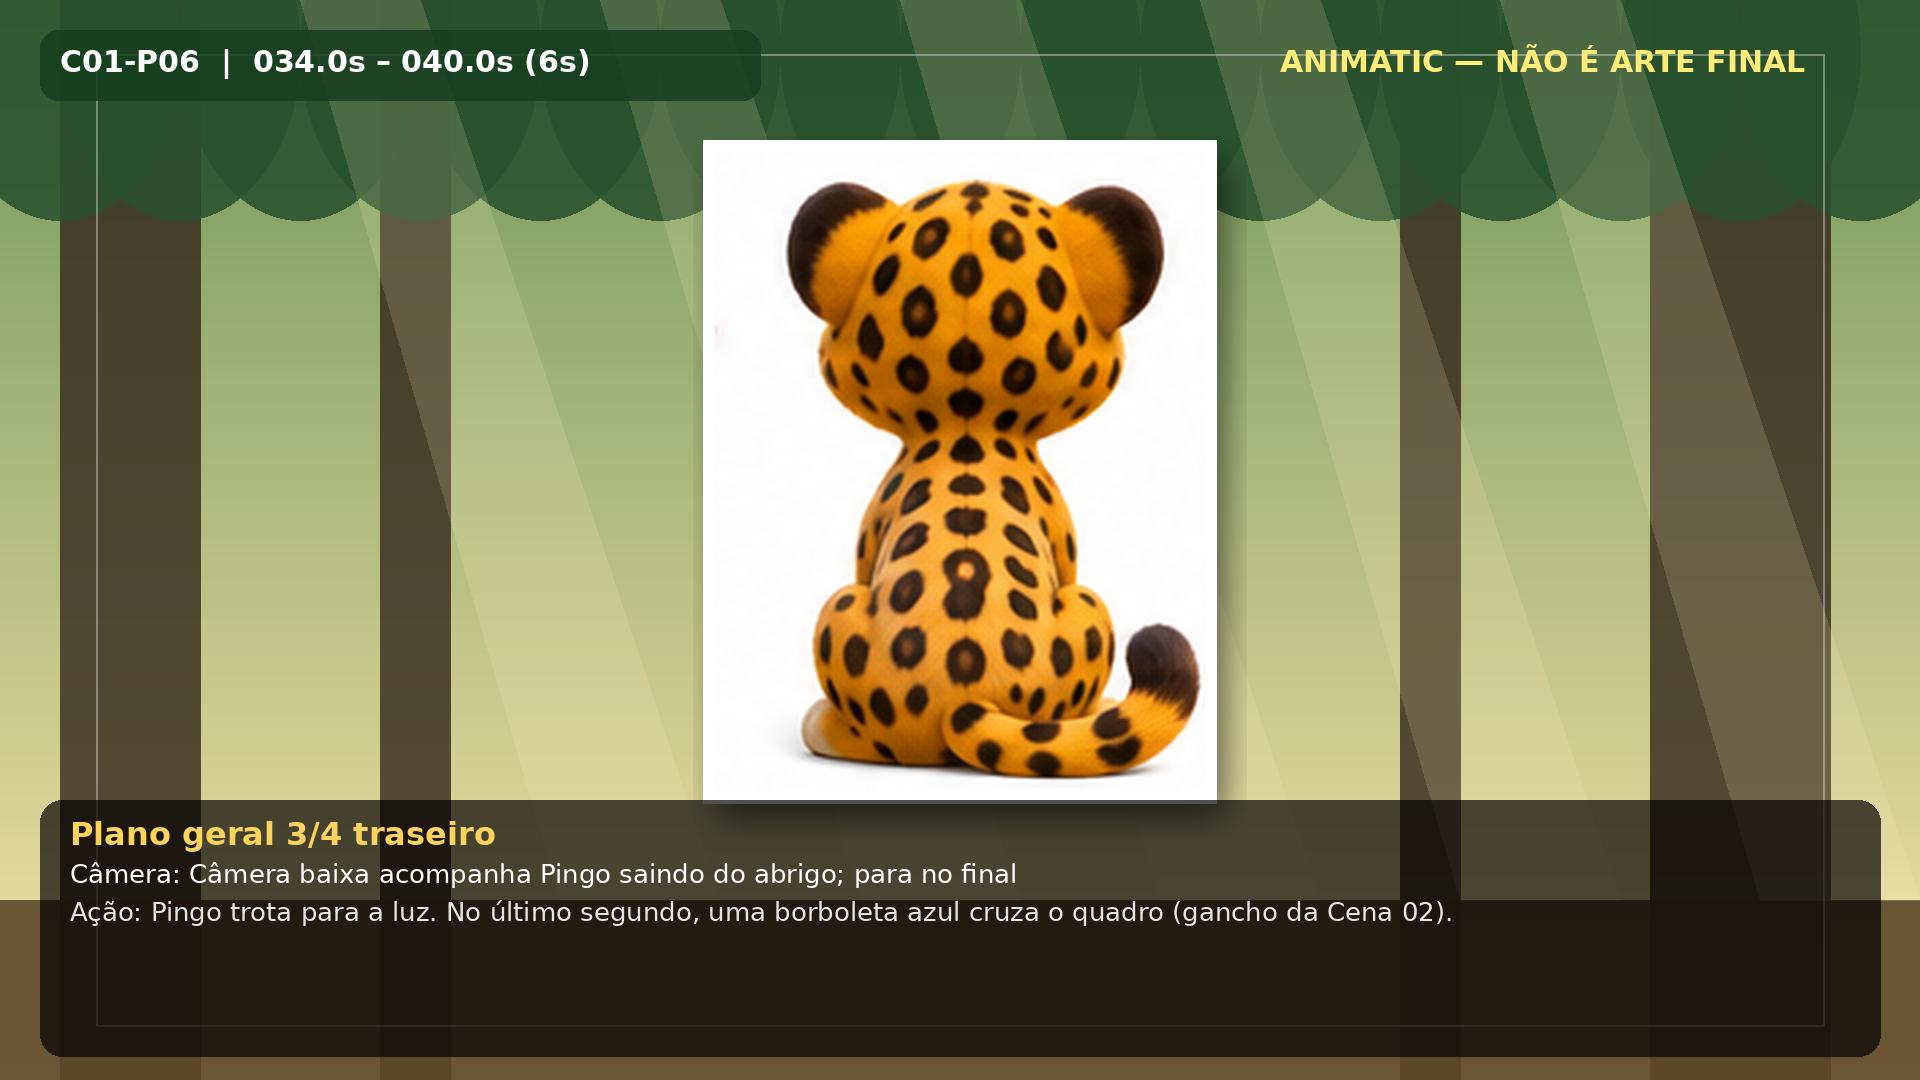 C01-P06 | 034.0s – 040.0s (6s)
ANIMATIC — NÃO É ARTE FINAL
Plano geral 3/4 traseiro
Câmera: Câmera baixa acompanha Pingo saindo do abrigo; para no final
Ação: Pingo trota para a luz. No último segundo, uma borboleta azul cruza o quadro (gancho da Cena 02).